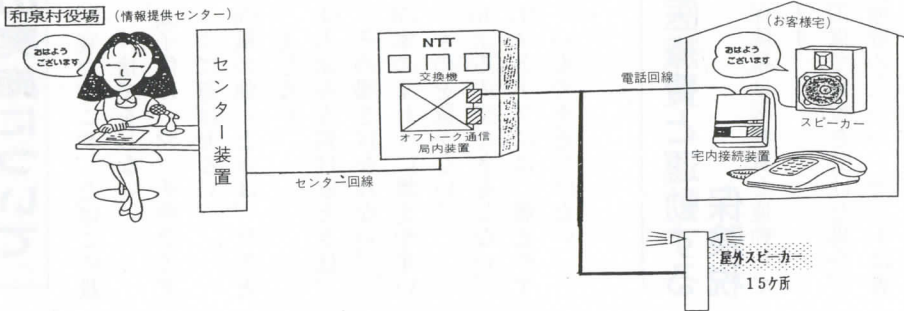 和泉村役場 (情報提供センター)
おはよう
ございます
センター装置
センター回線
NTT
交換機
オフトーク通信
局内装置
電話回線
(お客様宅)
おはよう
ございます
スピーカー
宅内接続装置
屋外スピーカー
15ケ所